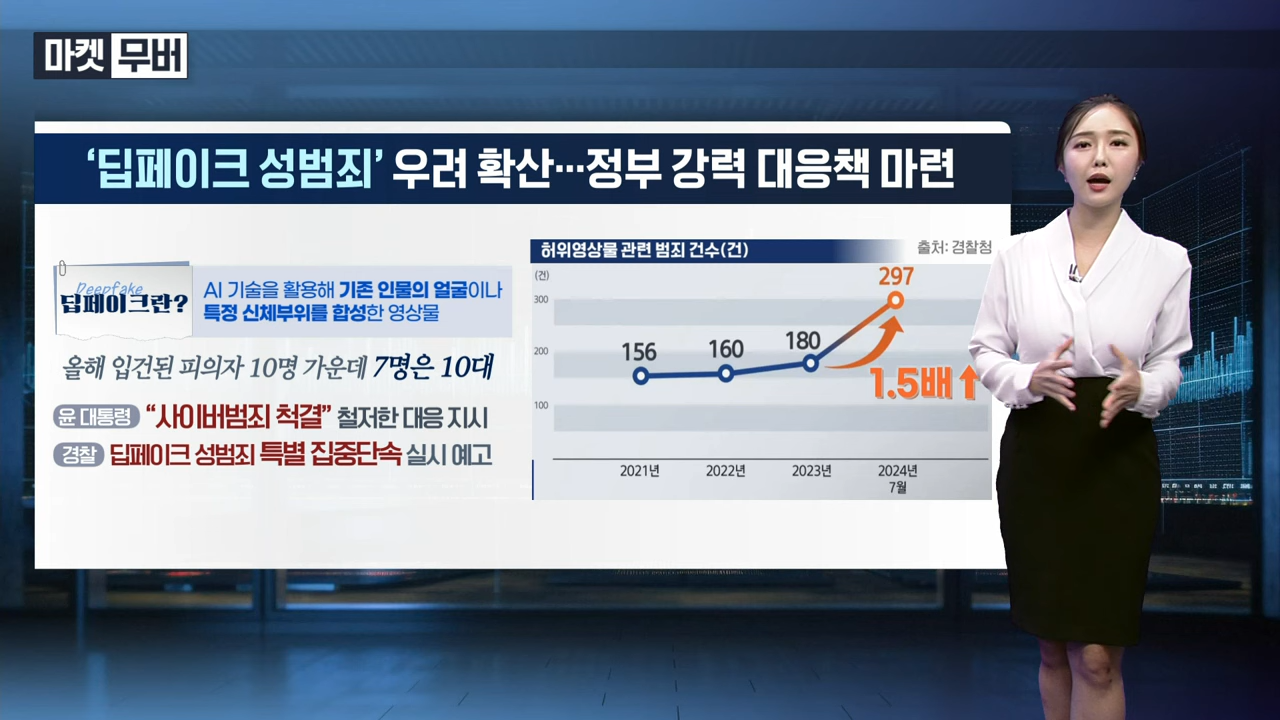 마켓 무버
‘딥페이크 성범죄’ 우려 확산…정부 강력 대응책 마련
Deepfake
딥페이크란?
AI 기술을 활용해 기존 인물의 얼굴이나
특정 신체부위를 합성한 영상물
올해 입건된 피의자 10명 가운데 7명은 10대
윤 대통령 “사이버범죄 척결” 철저한 대응 지시
경찰 딥페이크 성범죄 특별 집중단속 실시 예고
허위영상물 관련 범죄 건수(건)
출처: 경찰청
(건)
300
200
100
156
160
180
297
1.5배
2021년
2022년
2023년
2024년
7월